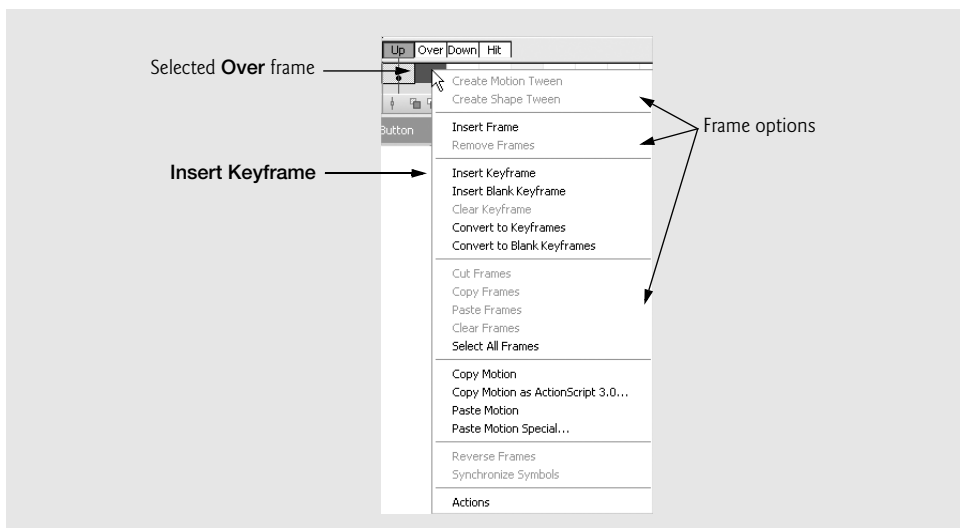 Up Over Down Hit
Selected Over frame
Create Motion Tween
Create Shape Tween
Frame options
Button
Insert Frame
Remove Frames
Insert Keyframe
Insert Keyframe
Insert Blank Keyframe
Clear Keyframe
Convert to Keyframes
Convert to Blank Keyframes
Cut Frames
Copy Frames
Paste Frames
Clear Frames
Select All Frames
Copy Motion
Copy Motion as ActionScript 3.0...
Paste Motion
Paste Motion Special...
Reverse Frames
Synchronize Symbols
Actions